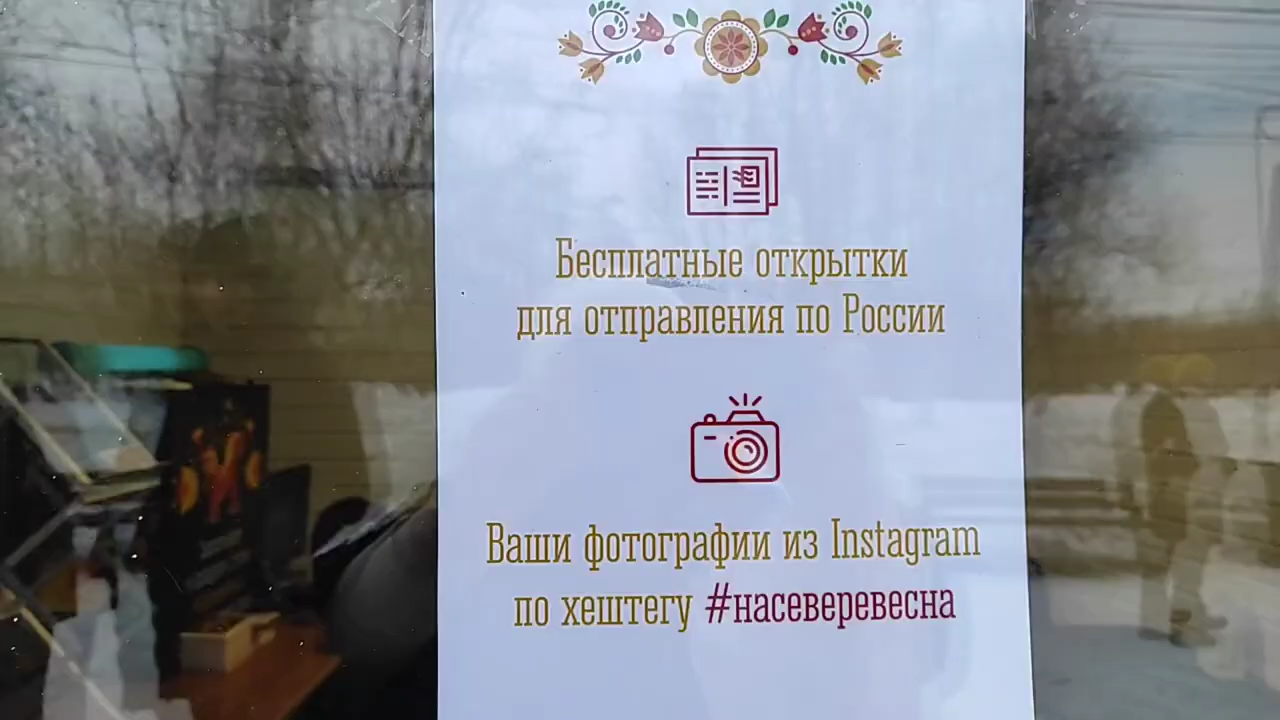 Бесплатные открытки
для отправления по России
Ваши фотографии из Instagram
по хештегу #насеверевесна